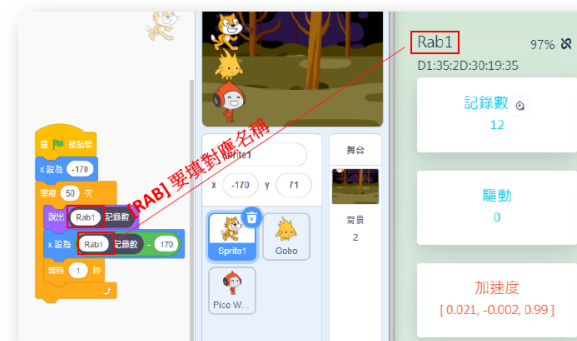 當 被點擊
x 設為 -170
重複 50 次
說出 Rab1 記錄數
x 設為 Rab1 記錄數 - 170
等待 1 秒
[RAB] 要填對應名稱
Sprite1
x -170 y 71
Sprite1
Gobo
Pico W...
舞台
背景
2
Rab1
97%
D1:35:2D:30:19:35
記錄數
12
驅動
0
加速度
[ 0.021, -0.002, 0.99 ]